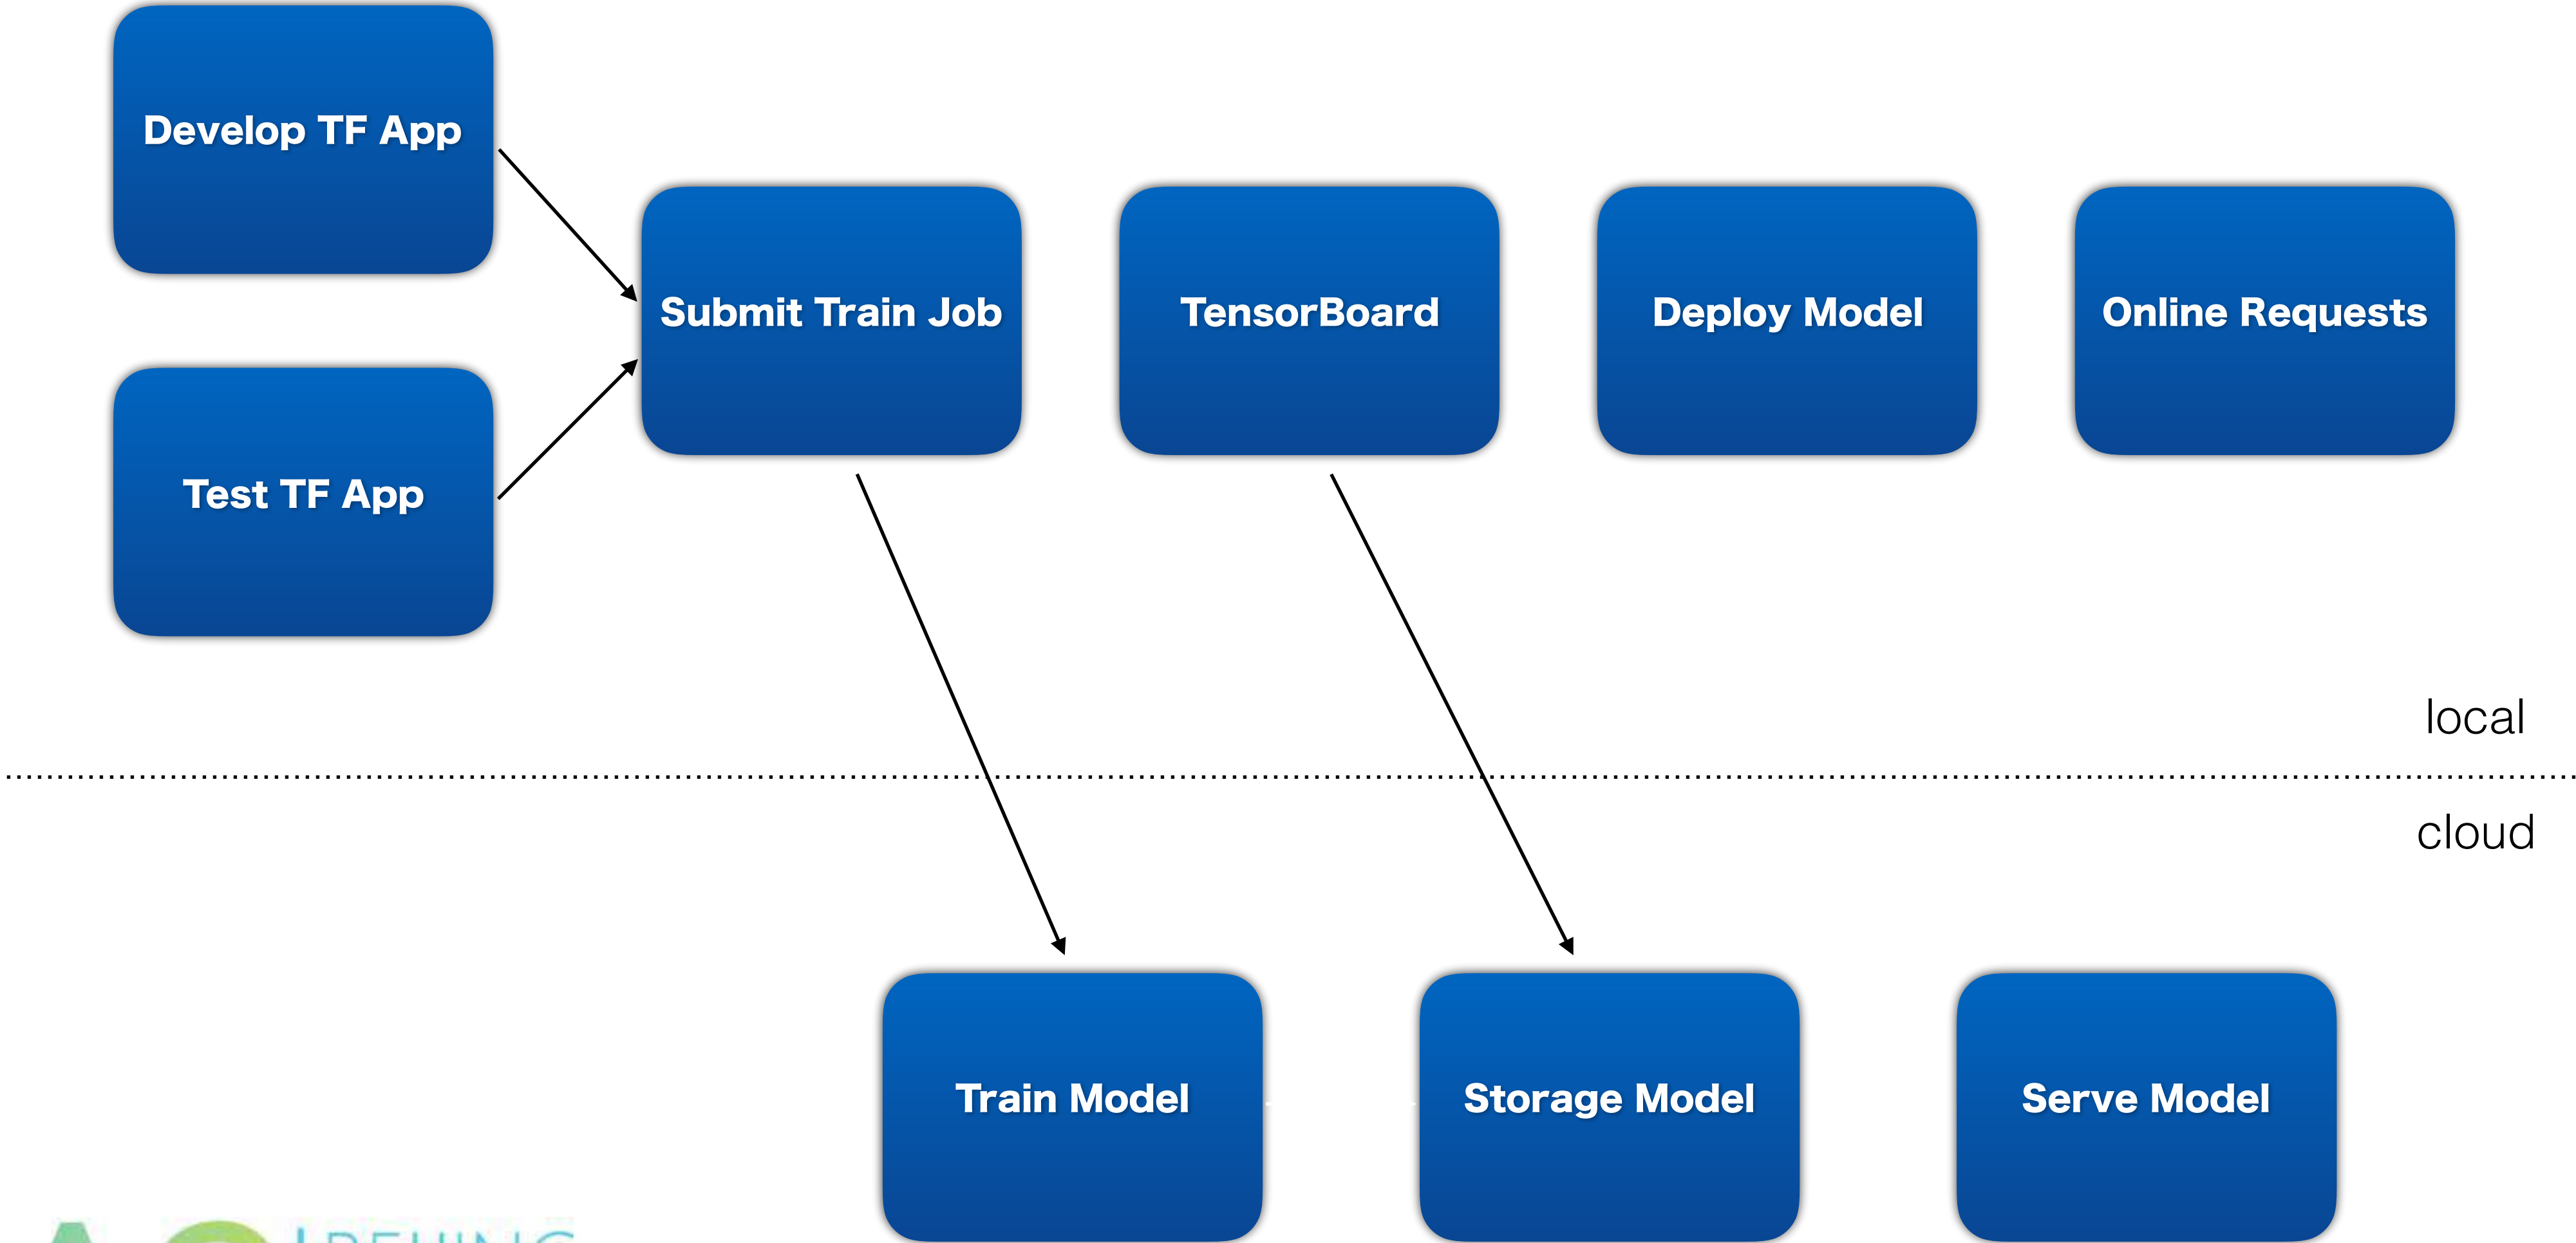 Develop TF App
Submit Train Job
TensorBoard
Deploy Model
Online Requests
Test TF App
local
cloud
Train Model
Storage Model
Serve Model
BEIJING